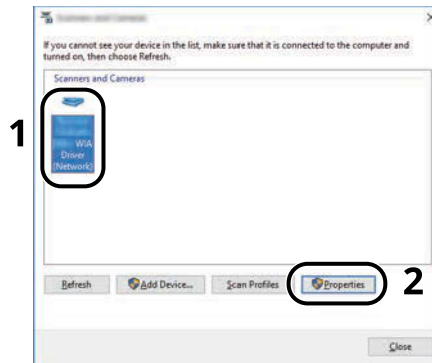 If you cannot see your device in the list, make sure that it is connected to the computer and
turned on, then choose Refresh.
Scanners and Cameras
1
WIA
Driver
(Network)
Refresh
Add Device...
Scan Profiles
Properties
2
Close